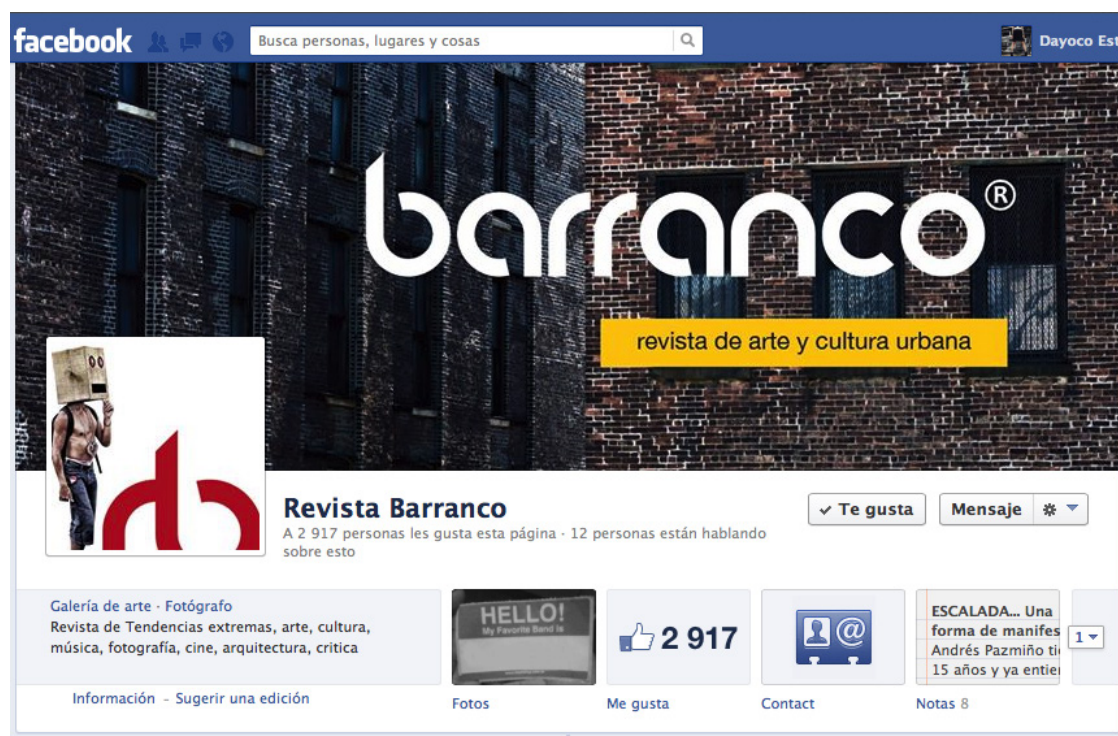 facebook
Busca personas, lugares y cosas
Dayoco Est
barranco®
revista de arte y cultura urbana
Revista Barranco
A 2 917 personas les gusta esta página · 12 personas están hablando
sobre esto
✓ Te gusta
Mensaje
Galería de arte · Fotógrafo
Revista de Tendencias extremas, arte, cultura,
música, fotografía, cine, arquitectura, critica
Información - Sugerir una edición
HELLO!
My Favorite Band is
Fotos
2 917
Me gusta
@
Contact
ESCALADA... Una
forma de manifes
Andrés Pazmiño ti
15 años y ya entie
Notas 8
1